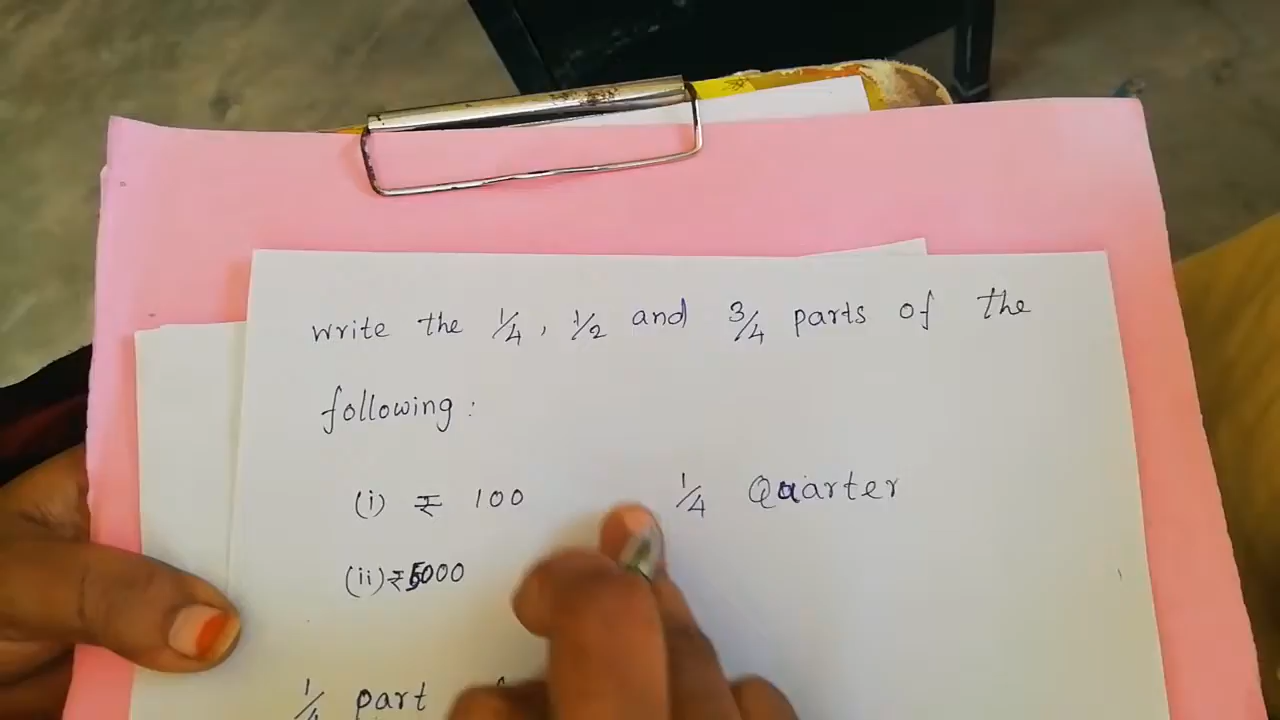 write the 1/4, 1/2 and 3/4 parts of the
following:
(i) ₹ 100 1/4 Quarter
(ii) ₹5000
1/4 part